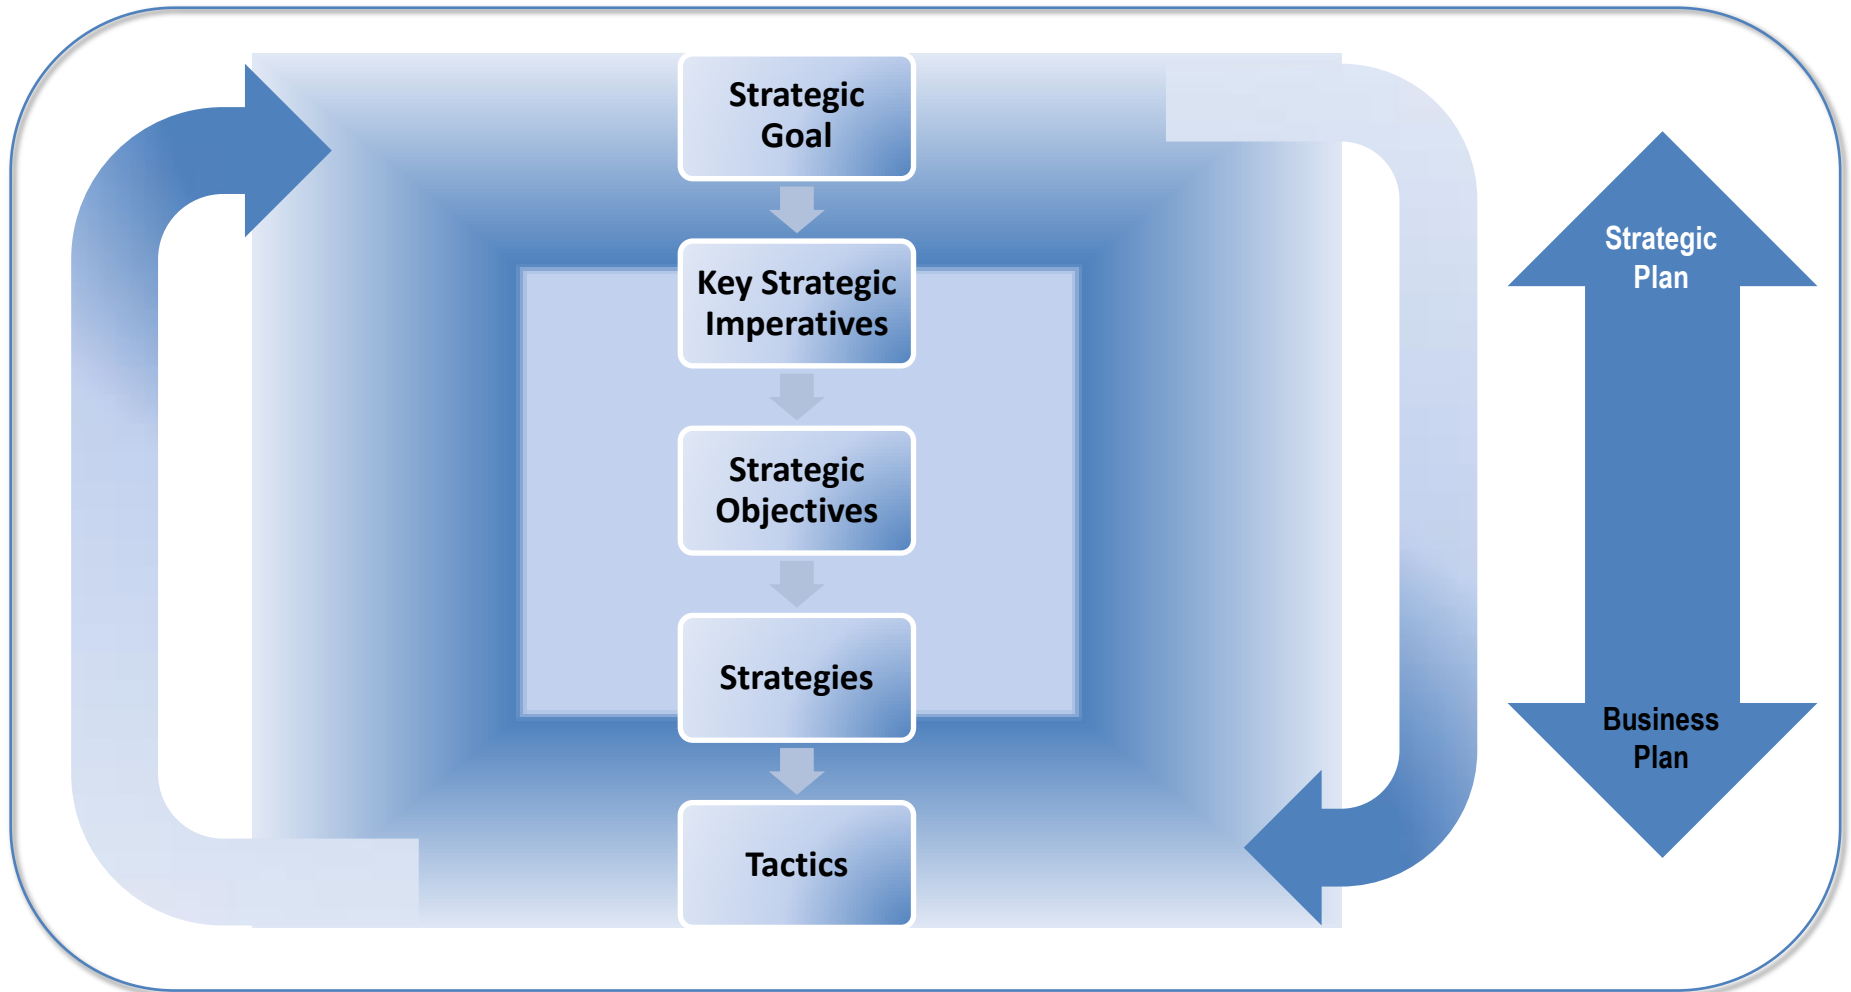 Strategic
Goal
Key Strategic
Imperatives
Strategic
Objectives
Strategies
Tactics
Strategic
Plan
Business
Plan